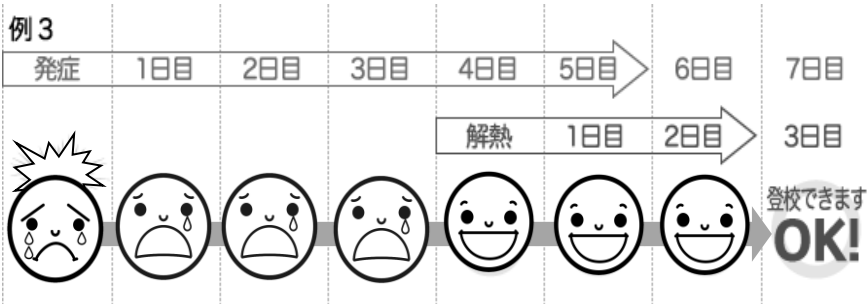 例3
発症 1日目 2日目 3日目 4日目 5日目 6日目 7日目
解熱 1日目 2日目 3日目
登校できます
OK!